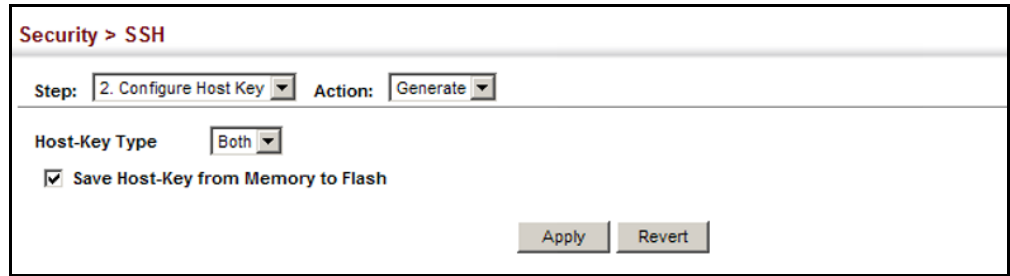 Security > SSH
Step: 2. Configure Host Key Action: Generate
Host-Key Type Both
Save Host-Key from Memory to Flash
Apply Revert